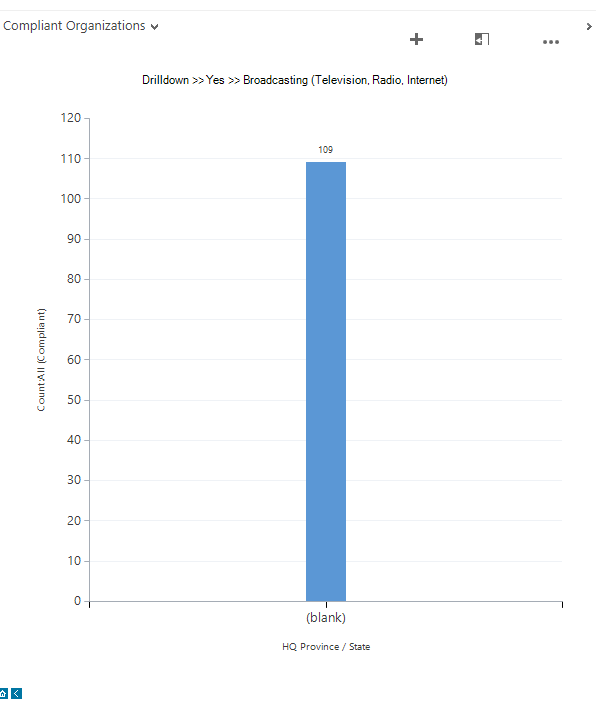 Compliant Organizations
Drilldown >> Yes >> Broadcasting (Television, Radio, Internet)
120
110
100
90
80
70
60
50
40
30
20
10
0
Count:All (Compliant)
109
(blank)
HQ Province / State